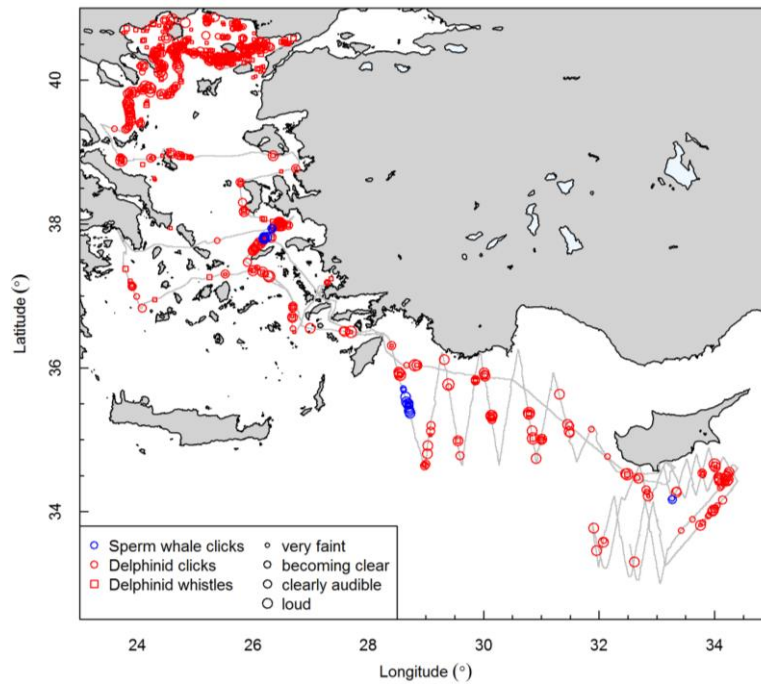 40
38
36
34
Latitude (°)
Sperm whale clicks
Delphinid clicks
Delphinid whistles
very faint
becoming clear
clearly audible
loud
24 26 28 30 32 34
Longitude (°)